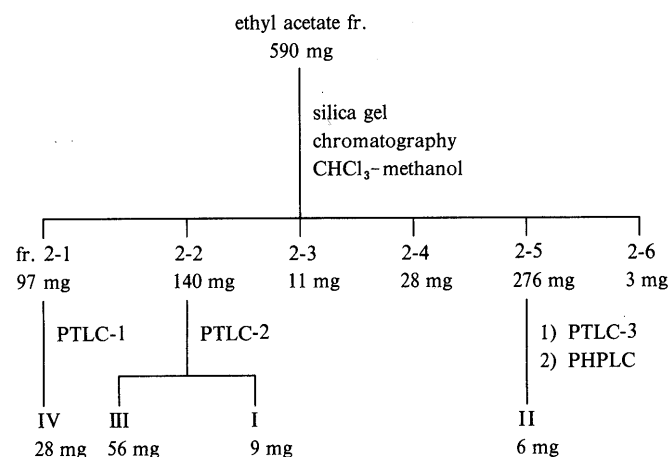 ethyl acetate fr.
590 mg
silica gel
chromatography
CHCl₃-methanol
fr. 2-1 2-2 2-3 2-4 2-5 2-6
97 mg 140 mg 11 mg 28 mg 276 mg 3 mg
PTLC-1 PTLC-2 1) PTLC-3
2) PHPLC
IV III I II
28 mg 56 mg 9 mg 6 mg